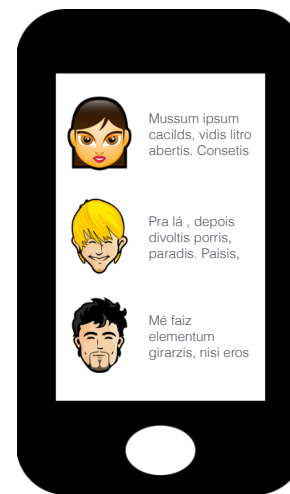 Mussum ipsum
cacilds, vidis litro
abertis. Consetis
Pra lá , depois
divoltis porris,
paradis. Paisis,
Mé faiz
elementum
girarzis, nisi eros